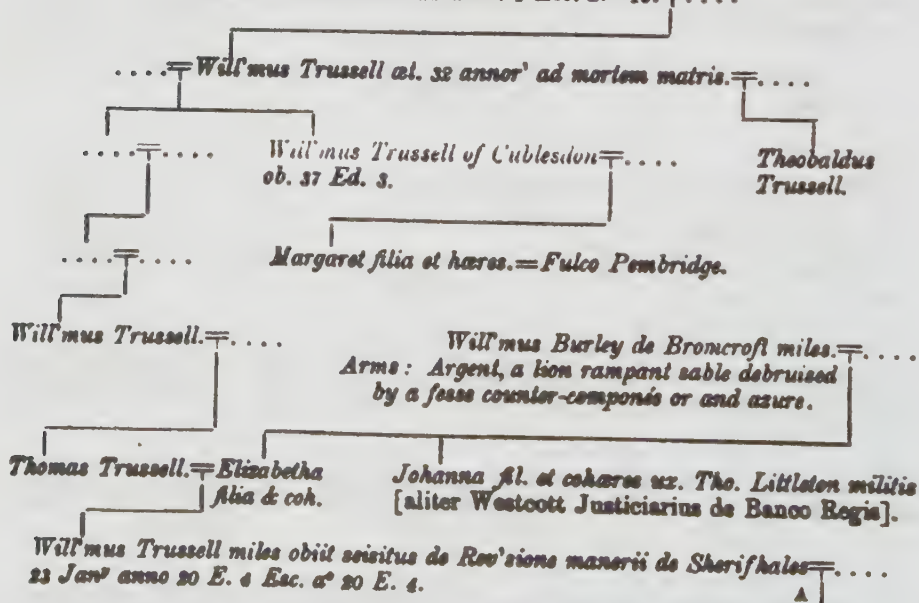 ....=Will'mus Trussell æt. 32 annor' ad mortem matris.=....
....=....
Will'mus Trussell of Cublesdon=....
ob. 37 Ed. 3.
Theobaldus
Trussell.
....=....
Margaret filia et hæres.=Fulco Pembridge.
Will'mus Trussell.=....
Will'mus Burley de Bromcroft miles.=....
Arms: Argent, a lion rampant sable debruised
by a fesse counter-componés or and azure.
Thomas Trussell.=Elizabetha
filia & coh.
Johanna fil. et cohæres ux. Tho. Littleton militis
[aliter Westcott Justiciarius de Banco Regis].
Will'mus Trussell miles obiit seisitus de Rev'sione manerii de Sherifhales=....
23 Janʸ anno 20 E. 4 Esc. aº 20 E. 4.
A